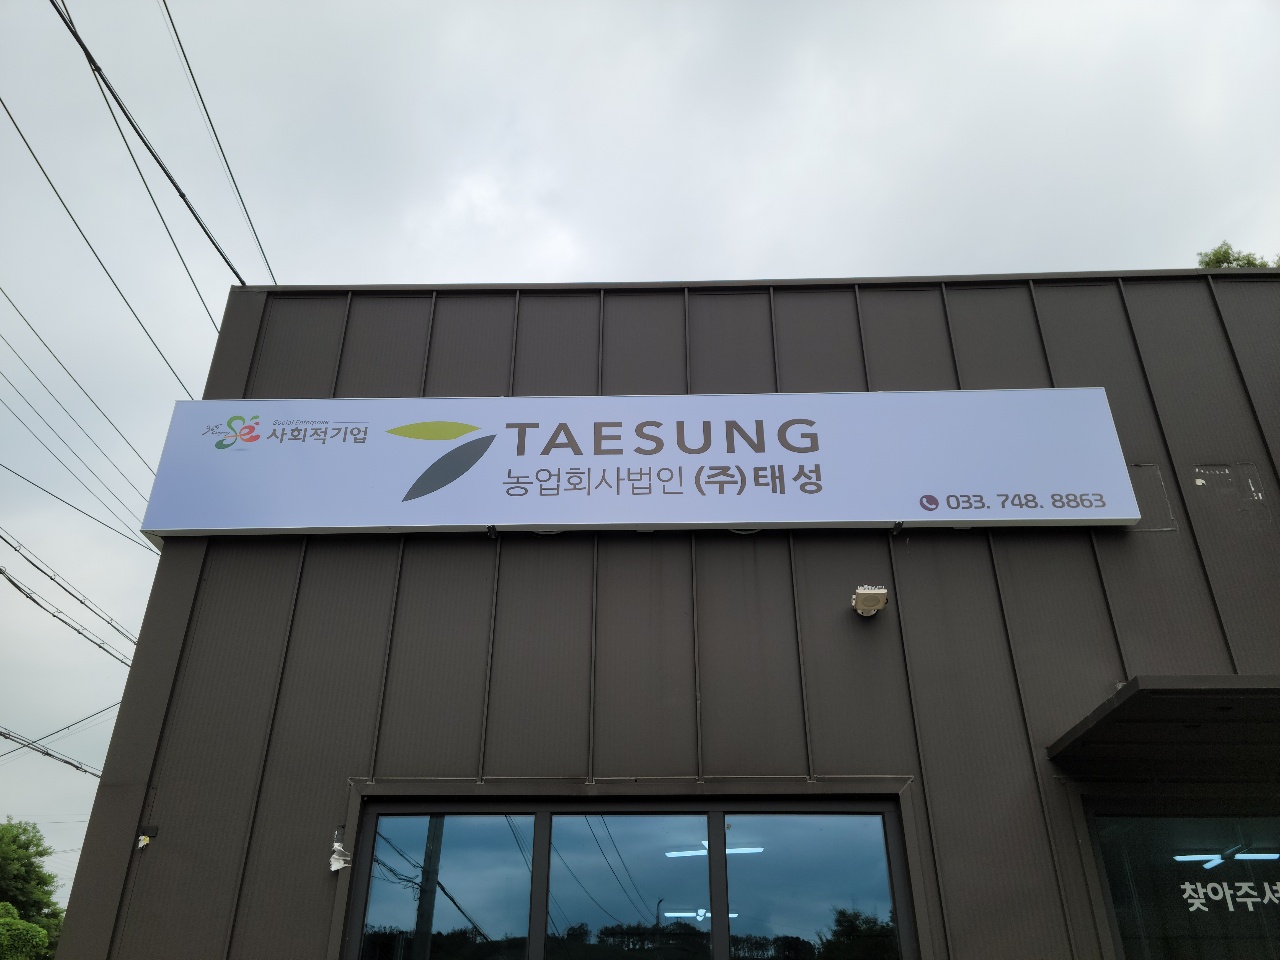 Social Enterprise
사회적기업
TAESUNG
농업회사법인 (주)태성
033. 748. 8863
찾아주셔